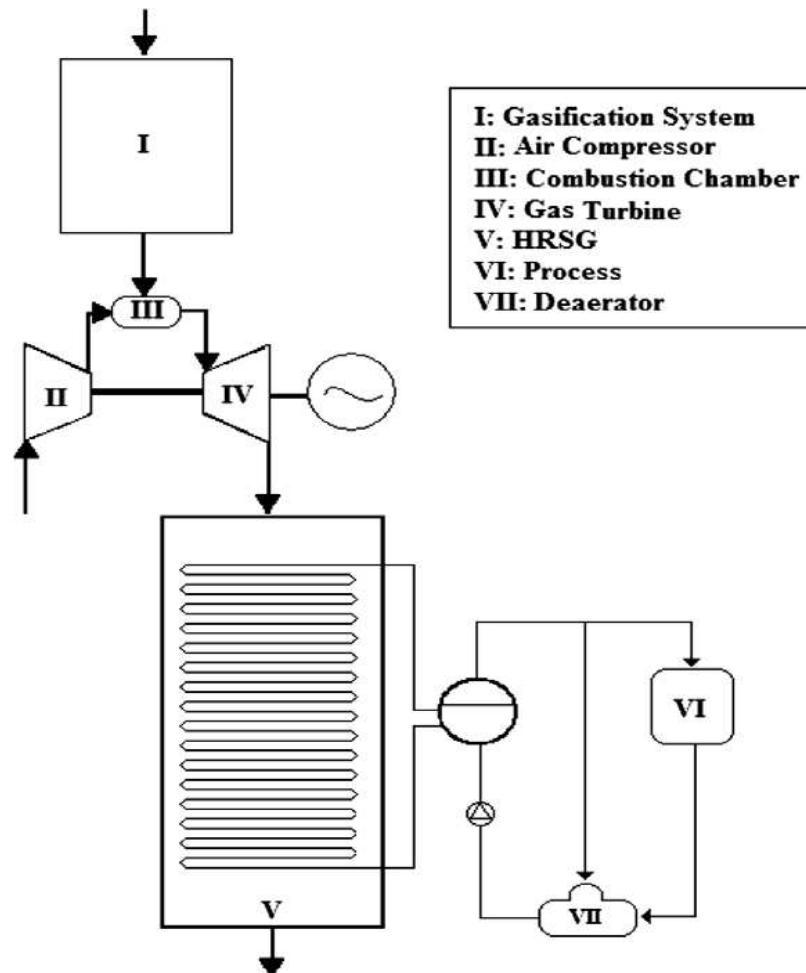 I
I: Gasification System
II: Air Compressor
III: Combustion Chamber
IV: Gas Turbine
V: HRSG
VI: Process
VII: Deaerator
III
II
IV
VI
V
VII